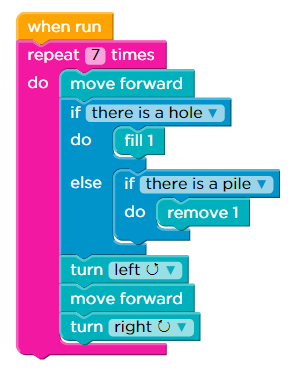 when run
repeat 7 times
do move forward
if there is a hole
do fill 1
else if there is a pile
do remove 1
turn left ↺
move forward
turn right ↻